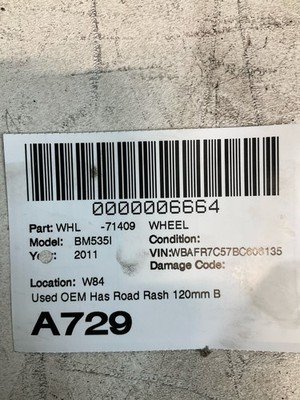 0000006664
Part: WHL -71409 WHEEL
Model: BM535I Condition:
2011 VIN:
Damage Code:
Location: W84
Used OEM Has Road Rash 120mm B
A729